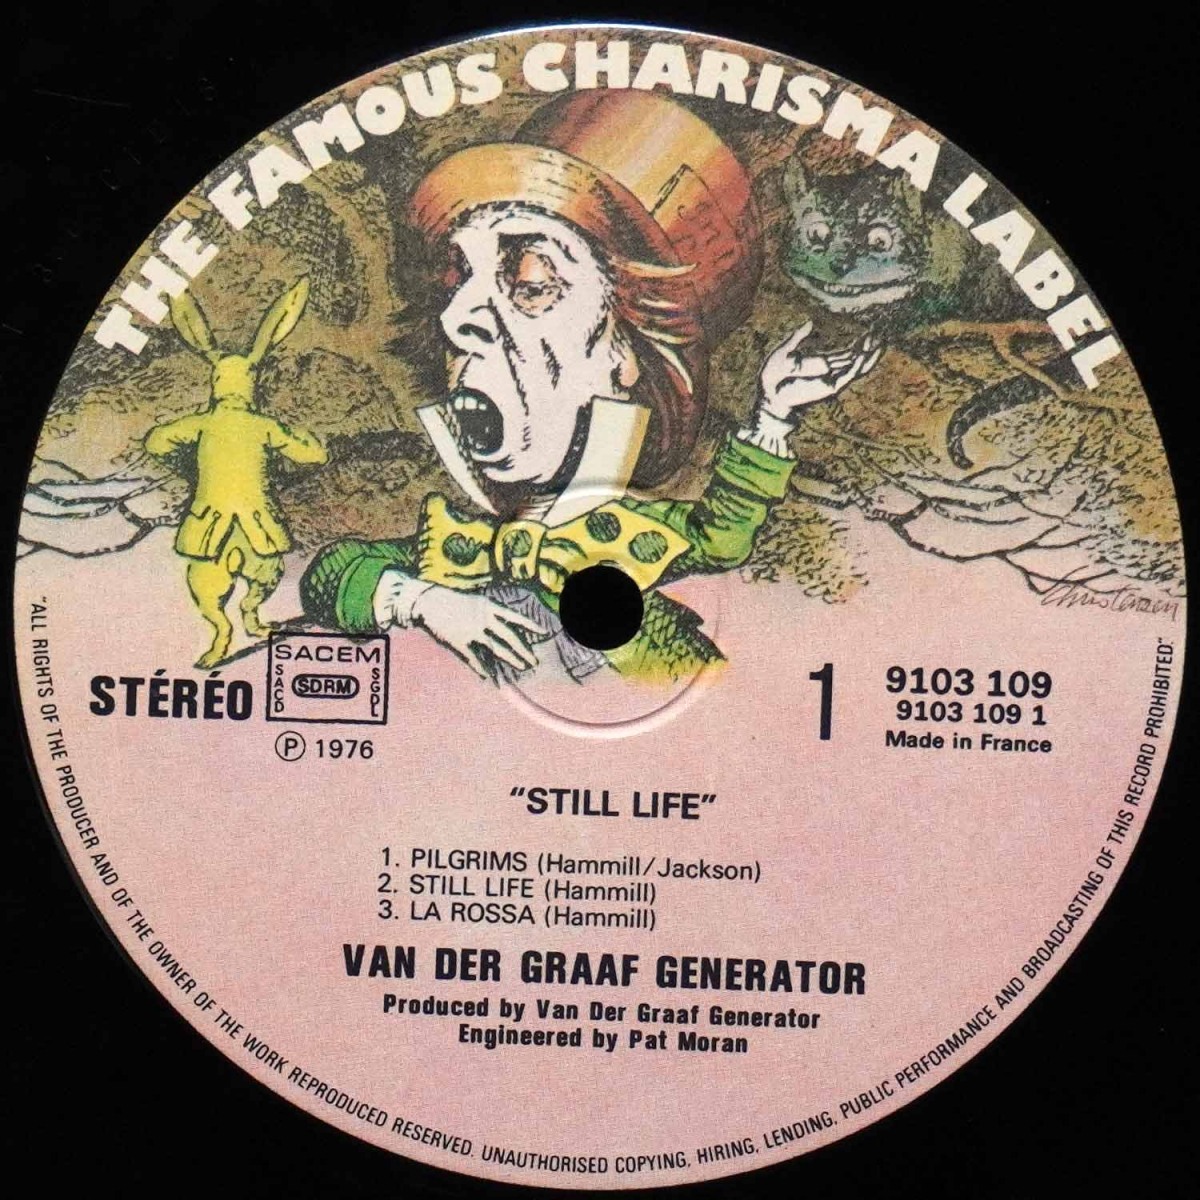 THE FAMOUS CHARISMA LABEL
Christensen
STÉRÉO
SACEM
SACD
SDRM
SGDL
Ⓟ 1976
1
9103 109
9103 109 1
Made in France
"STILL LIFE"
1. PILGRIMS (Hammill/Jackson)
2. STILL LIFE (Hammill)
3. LA ROSSA (Hammill)
VAN DER GRAAF GENERATOR
Produced by Van Der Graaf Generator
Engineered by Pat Moran
"ALL RIGHTS OF THE PRODUCER AND OF THE OWNER OF THE WORK REPRODUCED RESERVED. UNAUTHORISED COPYING, HIRING, LENDING, PUBLIC PERFORMANCE AND BROADCASTING OF THIS RECORD PROHIBITED."